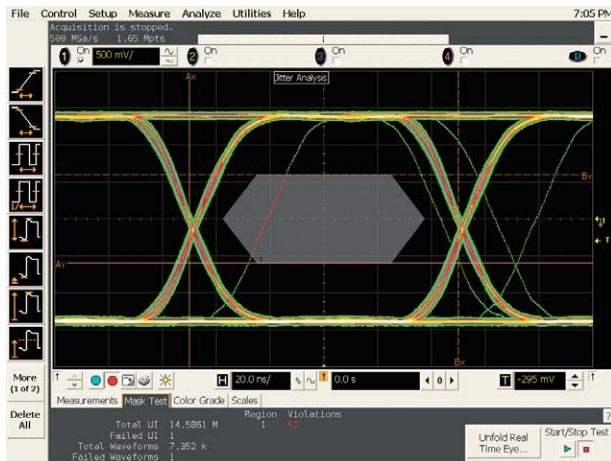 File Control Setup Measure Analyze Utilities Help 7:05 PM
Acquisition is stopped.
500 MSa/s 1.65 Mpts
1 On 500 mV/ 2 On 3 On 4 On On
Jitter Analysis
Ax
By
Ay
Bx
T
More
(1 of 2)
Delete
All
H 20.0 ns/ 0.0 s 0 T -295 mV
Measurements Mask Test Color Grade Scales
Region Violations
Total UI 14.5861 M 1 52
Failed UI 1
Total Waveforms 7.352 k
Failed Waveforms 1
Unfold Real
Time Eye...
Start/Stop Test
?